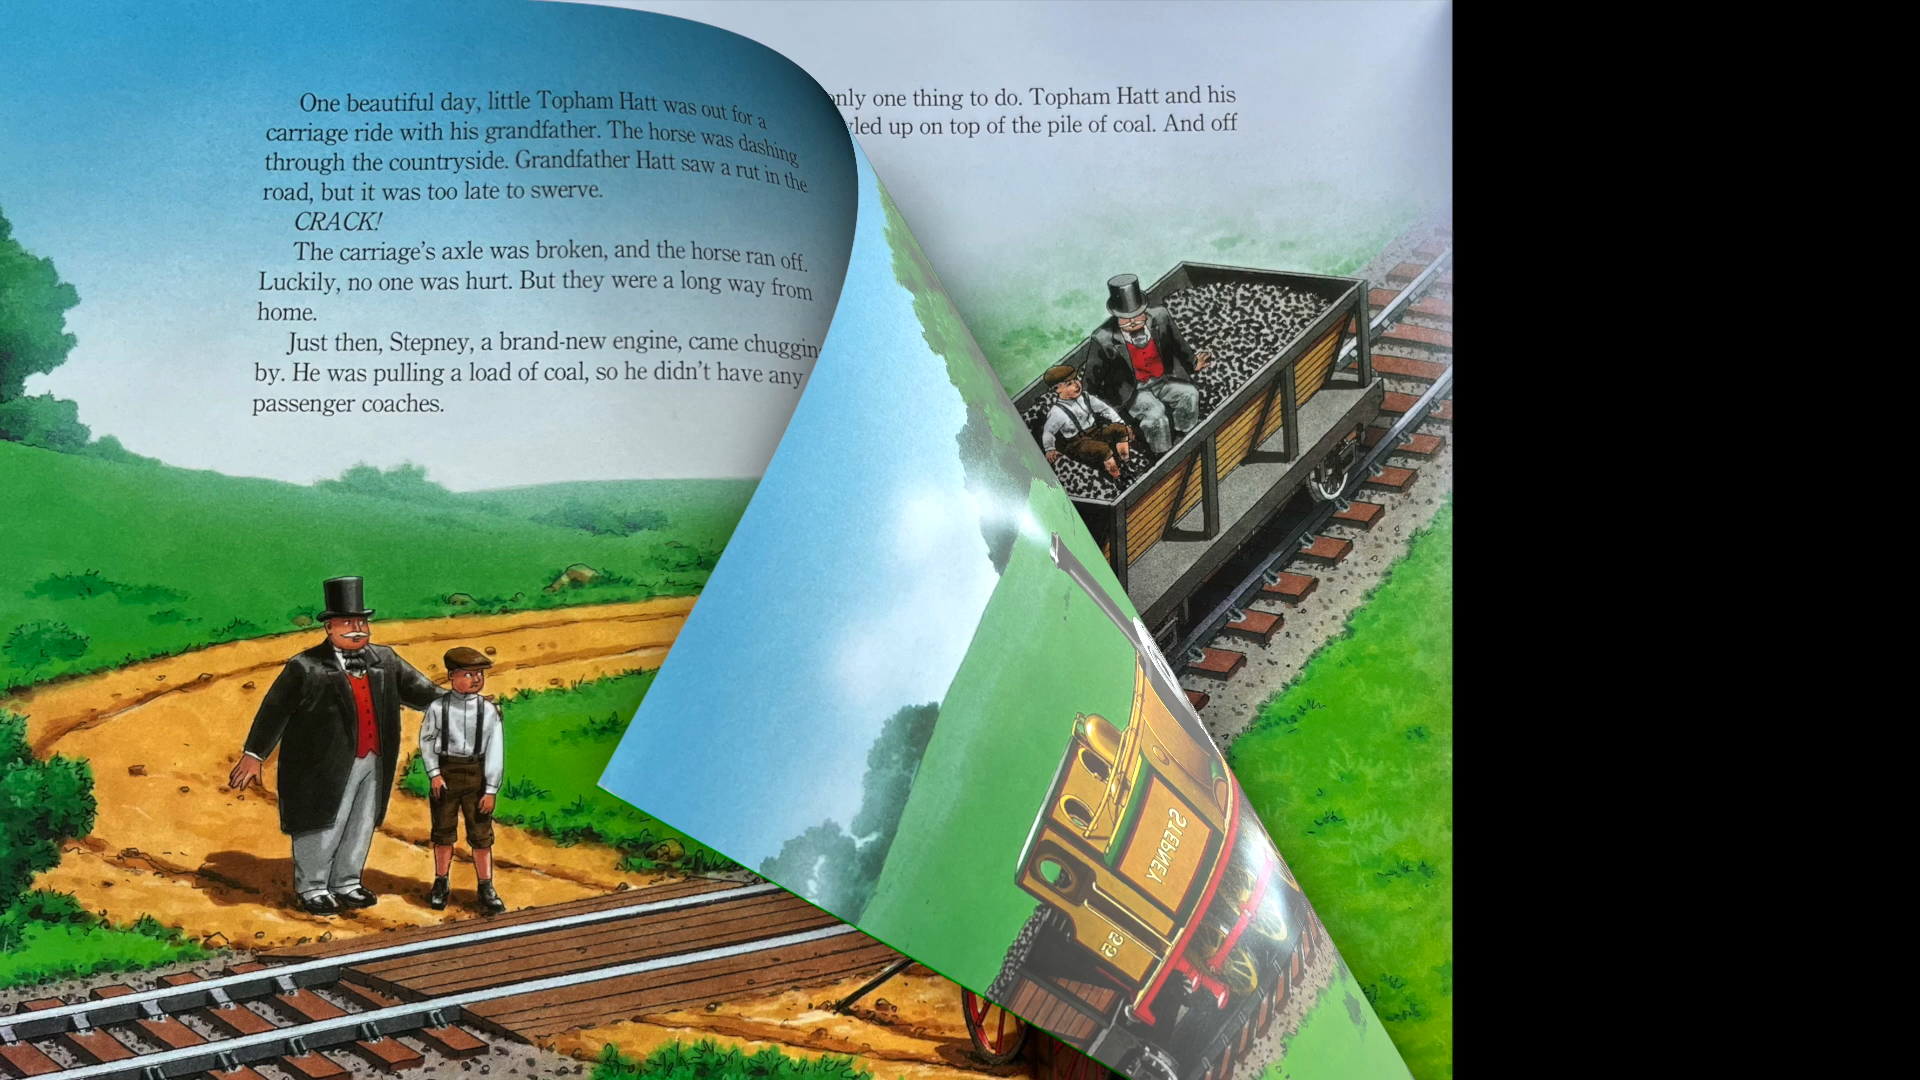 One beautiful day, little Topham Hatt was out for a
carriage ride with his grandfather. The horse was dashing
through the countryside. Grandfather Hatt saw a rut in the
road, but it was too late to swerve.
CRACK!
The carriage's axle was broken, and the horse ran off.
Luckily, no one was hurt. But they were a long way from
home.
Just then, Stepney, a brand-new engine, came chuggin
by. He was pulling a load of coal, so he didn't have any
passenger coaches.
only one thing to do. Topham Hatt and his
led up on top of the pile of coal. And off
STEPNEY
55